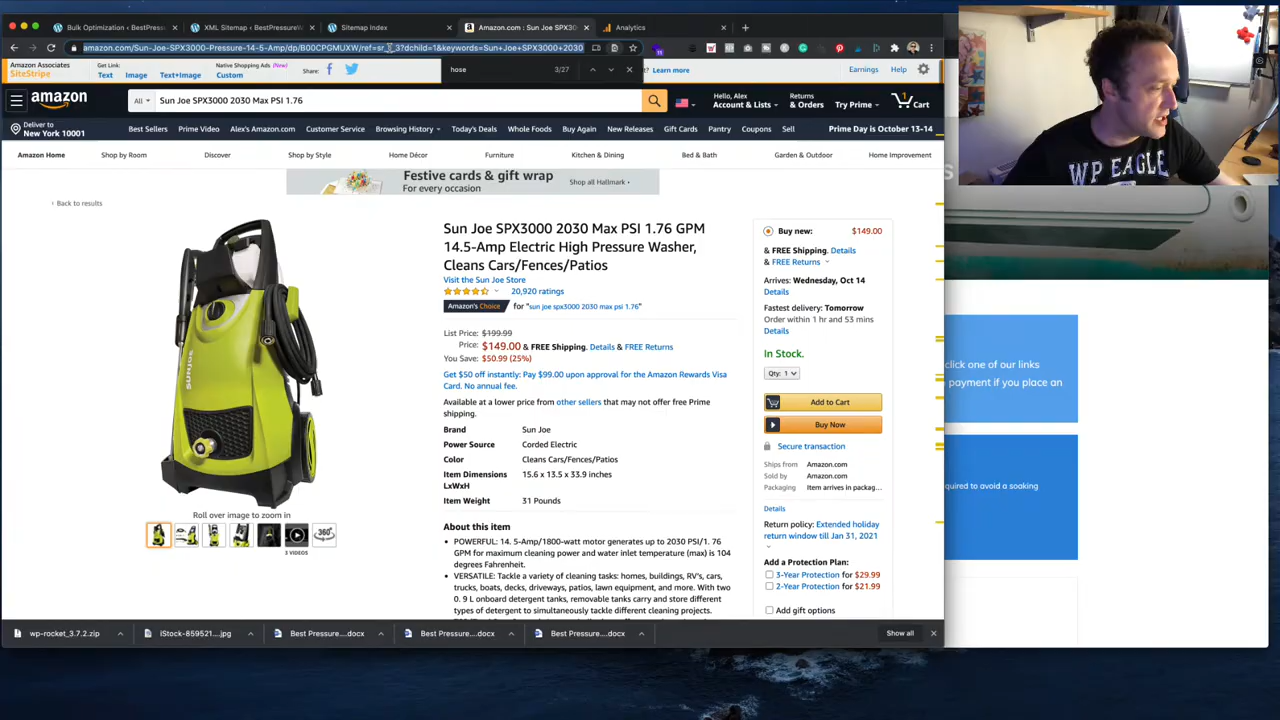 Bulk Optimization ‹ BestPress
XML Sitemap ‹ BestPressureW
Sitemap Index
Amazon.com : Sun Joe SPX30
Analytics
amazon.com/Sun-Joe-SPX3000-Pressure-14-5-Amp/dp/B00CPGMUXW/ref=sr_1_3?dchild=1&keywords=Sun+Joe+SPX3000+2030
Amazon Associates
SiteStripe
Get Link:
Text
Image
Text+Image
Native Shopping Ads (New)
Custom
Share:
hose
3/27
Learn more
Earnings
Help
amazon
All
Sun Joe SPX3000 2030 Max PSI 1.76
Hello, Alex
Account & Lists
Returns
& Orders
Try Prime
0
Cart
Deliver to
New York 10001
Best Sellers
Prime Video
Alex's Amazon.com
Customer Service
Browsing History
Today's Deals
Whole Foods
Buy Again
New Releases
Gift Cards
Pantry
Coupons
Sell
Prime Day is October 13-14
Amazon Home
Shop by Room
Discover
Shop by Style
Home Décor
Furniture
Kitchen & Dining
Bed & Bath
Garden & Outdoor
Home Improvement
Festive cards & gift wrap
For every occasion
Shop all Hallmark ›
‹ Back to results
Sun Joe SPX3000 2030 Max PSI 1.76 GPM
14.5-Amp Electric High Pressure Washer,
Cleans Cars/Fences/Patios
Visit the Sun Joe Store
20,920 ratings
Amazon's Choice
for "sun joe spx3000 2030 max psi 1.76"
List Price: $199.99
Price: $149.00 & FREE Shipping. Details & FREE Returns
You Save: $50.99 (25%)
Get $50 off instantly: Pay $99.00 upon approval for the Amazon Rewards Visa
Card. No annual fee.
Available at a lower price from other sellers that may not offer free Prime
shipping.
Brand Sun Joe
Power Source Corded Electric
Color Cleans Cars/Fences/Patios
Item Dimensions 15.6 x 13.5 x 33.9 inches
LxWxH
Item Weight 31 Pounds
About this item
• POWERFUL: 14. 5-Amp/1800-watt motor generates up to 2030 PSI/1. 76
GPM for maximum cleaning power and water inlet temperature (max) is 104
degrees Fahrenheit.
• VERSATILE: Tackle a variety of cleaning tasks: homes, buildings, RV's, cars,
trucks, boats, decks, driveways, patios, lawn equipment, and more. With two
0. 9 L onboard detergent tanks, removable tanks carry and store different
types of detergent to simultaneously tackle different cleaning projects.
SUNJOE
Roll over image to zoom in
3 VIDEOS
360°
Buy new: $149.00
& FREE Shipping. Details
& FREE Returns
Arrives: Wednesday, Oct 14
Details
Fastest delivery: Tomorrow
Order within 1 hr and 53 mins
Details
In Stock.
Qty: 1
Add to Cart
Buy Now
Secure transaction
Ships from Amazon.com
Sold by Amazon.com
Packaging Item arrives in packag...
Details
Return policy: Extended holiday
return window till Jan 31, 2021
Add a Protection Plan:
3-Year Protection for $29.99
2-Year Protection for $21.99
Add gift options
WP EAGLE
click one of our links
payment if you place an
quired to avoid a soaking
wp-rocket_3.7.2.zip
iStock-859521....jpg
Best Pressure....docx
Best Pressure....docx
Best Pressure....docx
Show all